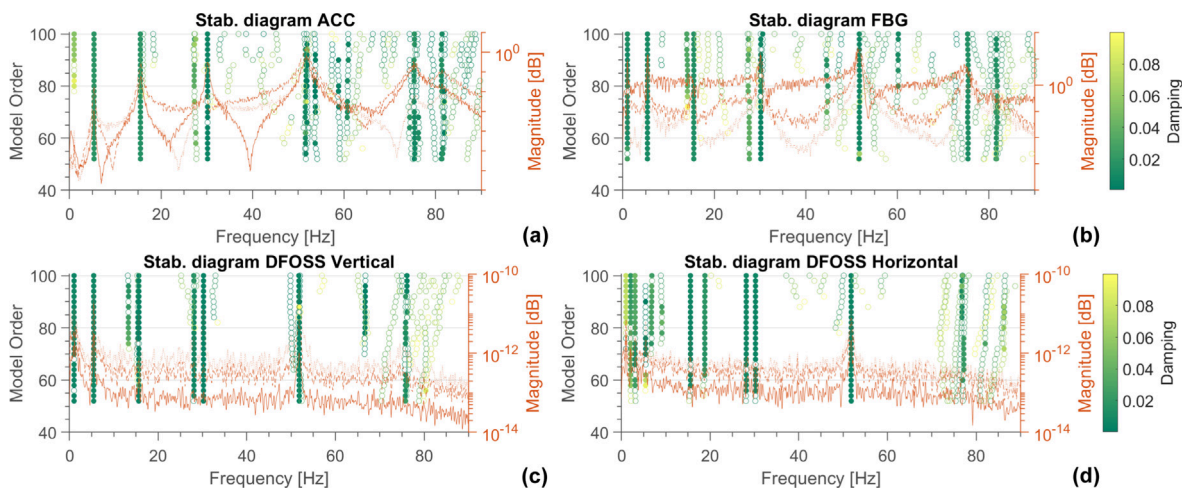 Stab. diagram ACC
100
90
80
70
60
50
40
Model Order
10^0
Magnitude [dB]
0 20 40 60 80
Frequency [Hz]
(a)
Stab. diagram FBG
100
80
60
40
Model Order
10^0
Magnitude [dB]
0 20 40 60 80
Frequency [Hz]
(b)
0.08
0.06
0.04
0.02
Damping
Stab. diagram DFOSS Vertical
100
80
60
40
Model Order
10^-10
10^-12
10^-14
Magnitude [dB]
0 20 40 60 80
Frequency [Hz]
(c)
Stab. diagram DFOSS Horizontal
100
80
60
40
Model Order
10^-10
10^-12
10^-14
Magnitude [dB]
0 20 40 60 80
Frequency [Hz]
(d)
0.08
0.06
0.04
0.02
Damping